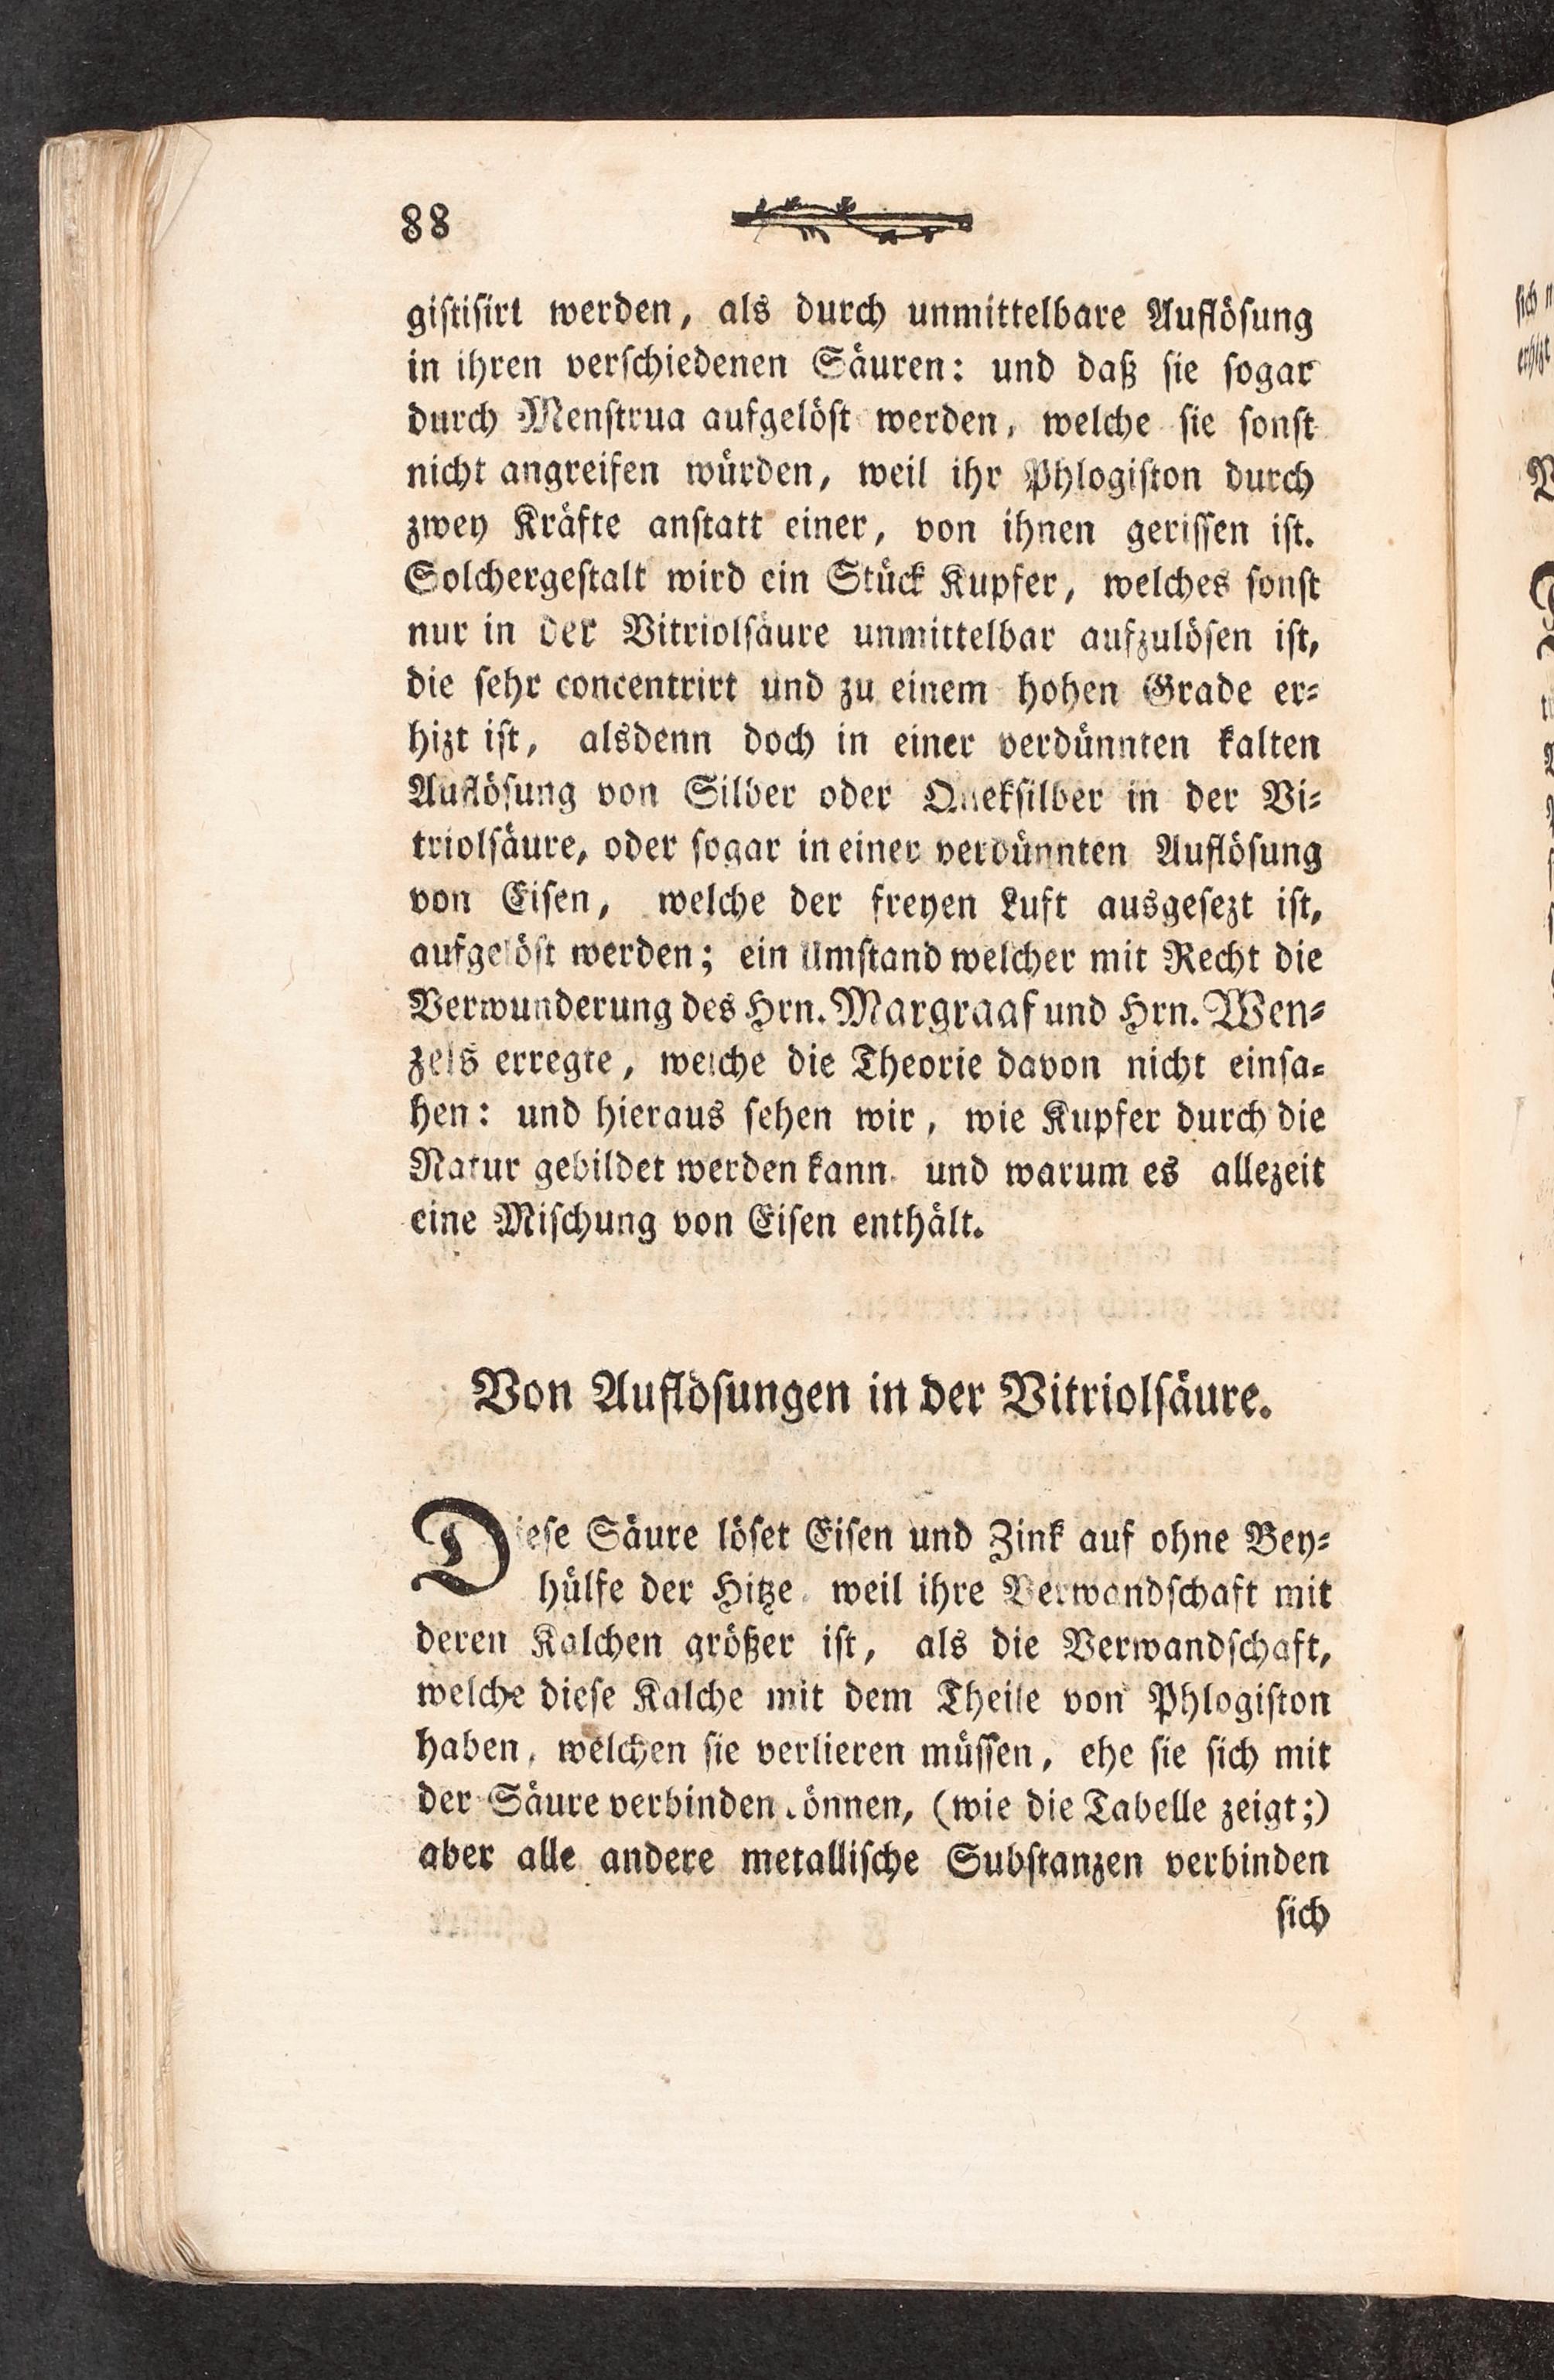 88
gistisirt werden, als durch unmittelbare Auflösung
in ihren verschiedenen Säuren: und daß sie sogar
durch Menstrua aufgelöst werden, welche sie sonst
nicht angreifen würden, weil ihr Phlogiston durch
zwey Kräfte anstatt einer, von ihnen gerissen ist.
Solchergestalt wird ein Stück Kupfer, welches sonst
nur in der Vitriolsäure unmittelbar aufzulösen ist,
die sehr concentrirt und zu einem hohen Grade er-
hizt ist, alsdenn doch in einer verdünnten kalten
Auflösung von Silber oder Queksilber in der Vi-
triolsäure, oder sogar in einer verdünnten Auflösung
von Eisen, welche der freyen Luft ausgesezt ist,
aufgelöst werden; ein Umstand welcher mit Recht die
Verwunderung des Hrn. Margraaf und Hrn. Wen-
zels erregte, welche die Theorie davon nicht einsa-
hen: und hieraus sehen wir, wie Kupfer durch die
Natur gebildet werden kann, und warum es allezeit
eine Mischung von Eisen enthält.
Von Auflösungen in der Vitriolsäure.
Diese Säure löset Eisen und Zink auf ohne Bey-
hülfe der Hitze, weil ihre Verwandschaft mit
deren Kalchen größer ist, als die Verwandschaft,
welche diese Kalche mit dem Theile von Phlogiston
haben, welchen sie verlieren müssen, ehe sie sich mit
der Säure verbinden können, (wie die Tabelle zeigt;)
aber alle andere metallische Substanzen verbinden
sich